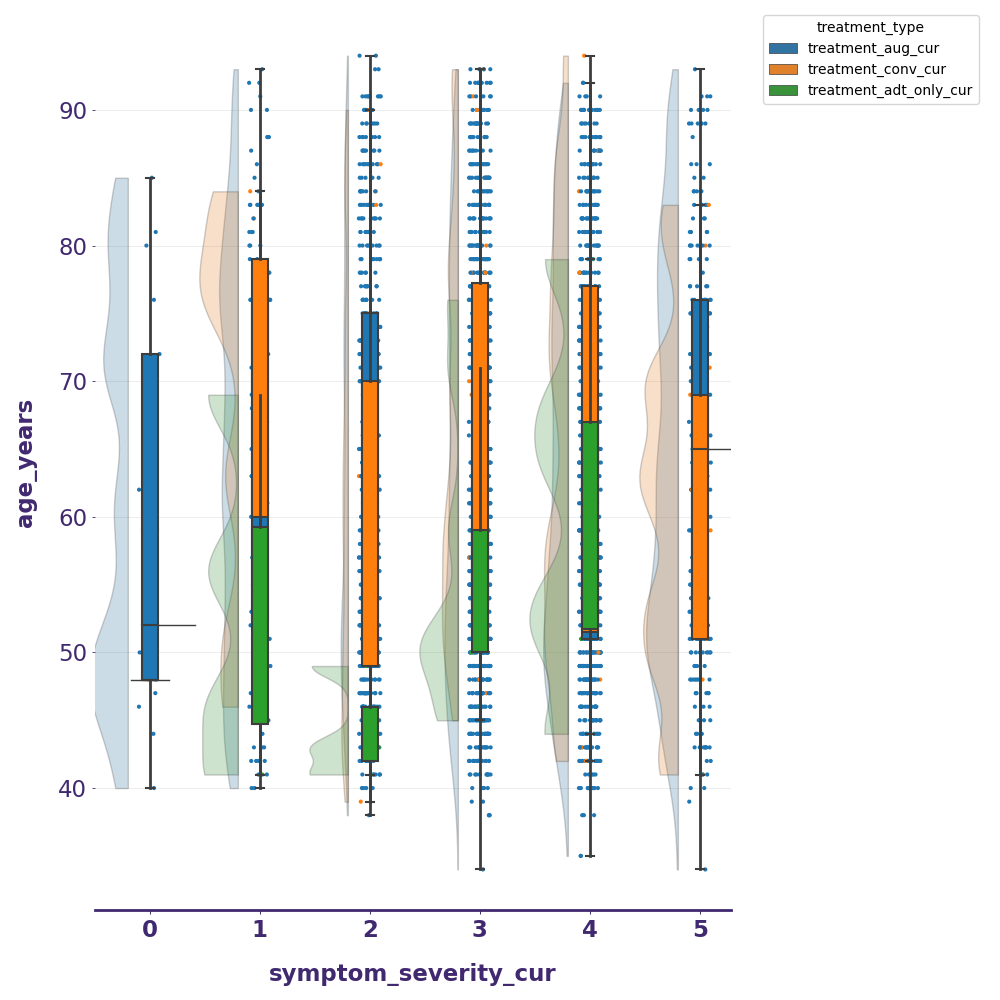 treatment_type
treatment_aug_cur
treatment_conv_cur
treatment_adt_only_cur
90
80
70
60
50
40
age_years
0 1 2 3 4 5
symptom_severity_cur